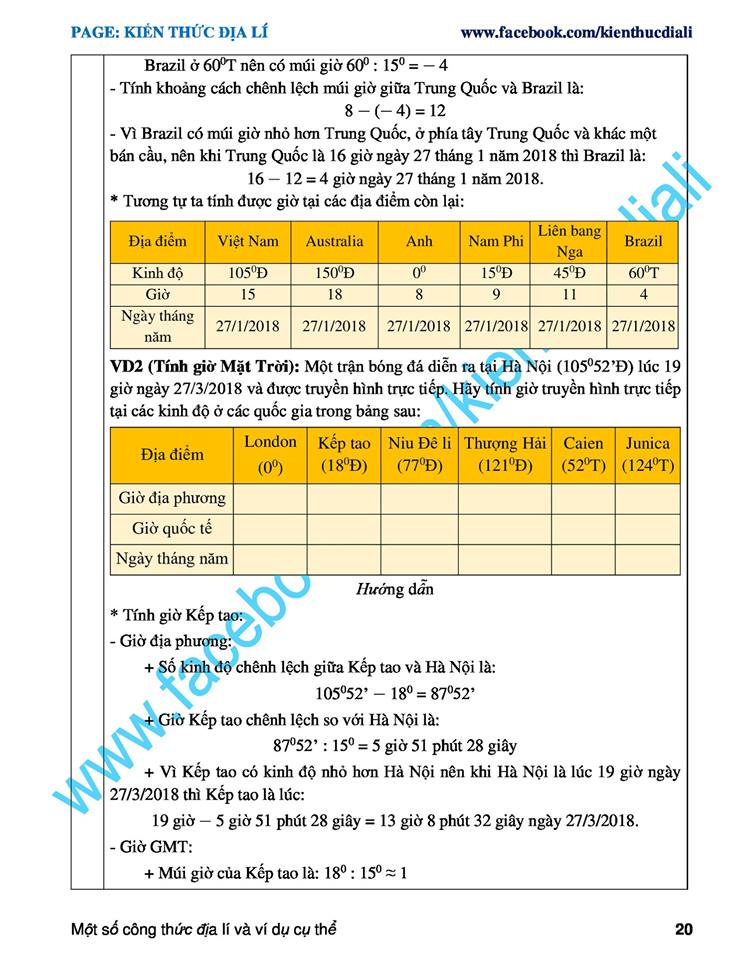 PAGE: KIẾN THỨC ĐỊA LÍ www.facebook.com/kienthucdiali
Brazil ở 60⁰T nên có múi giờ 60⁰ : 15⁰ = − 4
- Tính khoảng cách chênh lệch múi giờ giữa Trung Quốc và Brazil là:
8 − (− 4) = 12
- Vì Brazil có múi giờ nhỏ hơn Trung Quốc, ở phía tây Trung Quốc và khác một
bán cầu, nên khi Trung Quốc là 16 giờ ngày 27 tháng 1 năm 2018 thì Brazil là:
16 − 12 = 4 giờ ngày 27 tháng 1 năm 2018.
* Tương tự ta tính được giờ tại các địa điểm còn lại:
Địa điểm Việt Nam Australia Anh Nam Phi Liên bang Nga Brazil
Kinh độ 105⁰Đ 150⁰Đ 0⁰ 15⁰Đ 45⁰Đ 60⁰T
Giờ 15 18 8 9 11 4
Ngày tháng năm 27/1/2018 27/1/2018 27/1/2018 27/1/2018 27/1/2018 27/1/2018
VD2 (Tính giờ Mặt Trời): Một trận bóng đá diễn ra tại Hà Nội (105⁰52’Đ) lúc 19
giờ ngày 27/3/2018 và được truyền hình trực tiếp. Hãy tính giờ truyền hình trực tiếp
tại các kinh độ ở các quốc gia trong bảng sau:
Địa điểm London (0⁰) Kếp tao (18⁰Đ) Niu Đê li (77⁰Đ) Thượng Hải (121⁰Đ) Caien (52⁰T) Junica (124⁰T)
Giờ địa phương
Giờ quốc tế
Ngày tháng năm
Hướng dẫn
* Tính giờ Kếp tao:
- Giờ địa phương:
+ Số kinh độ chênh lệch giữa Kếp tao và Hà Nội là:
105⁰52’ − 18⁰ = 87⁰52’
+ Giờ Kếp tao chênh lệch so với Hà Nội là:
87⁰52’ : 15⁰ = 5 giờ 51 phút 28 giây
+ Vì Kếp tao có kinh độ nhỏ hơn Hà Nội nên khi Hà Nội là lúc 19 giờ ngày
27/3/2018 thì Kếp tao là lúc:
19 giờ − 5 giờ 51 phút 28 giây = 13 giờ 8 phút 32 giây ngày 27/3/2018.
- Giờ GMT:
+ Múi giờ của Kếp tao là: 18⁰ : 15⁰ ≈ 1
Một số công thức địa lí và ví dụ cụ thể 20